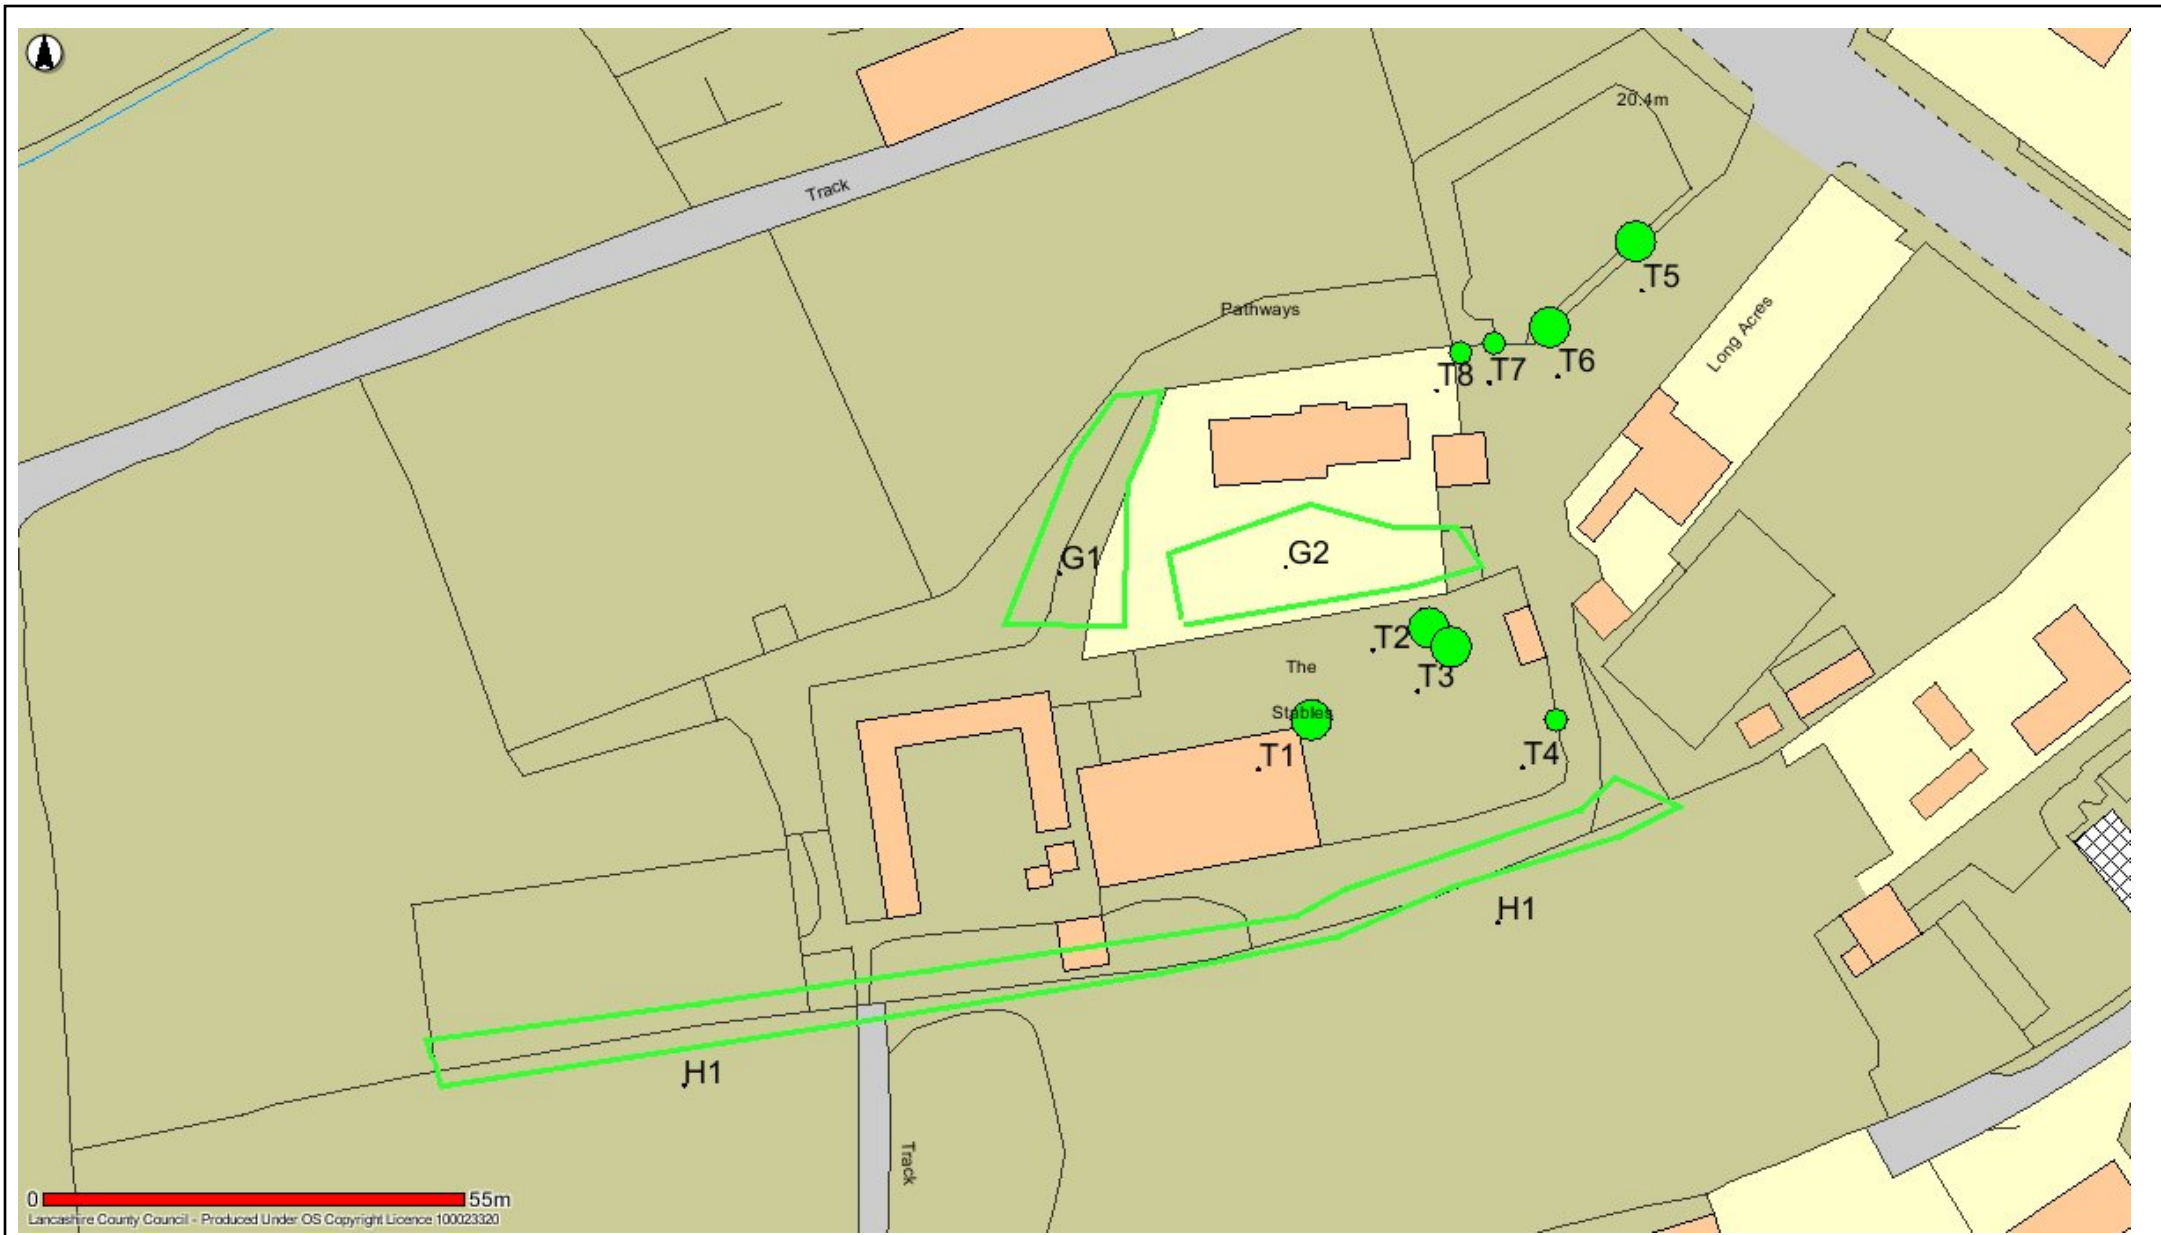 20.4m
Track
T5
Pathways
Long Acres
T6
T7
T8
G1
G2
T2
The
T3
Stables
T1
T4
H1
H1
Track
0
55m
Lancashire County Council - Produced Under OS Copyright Licence 100023320